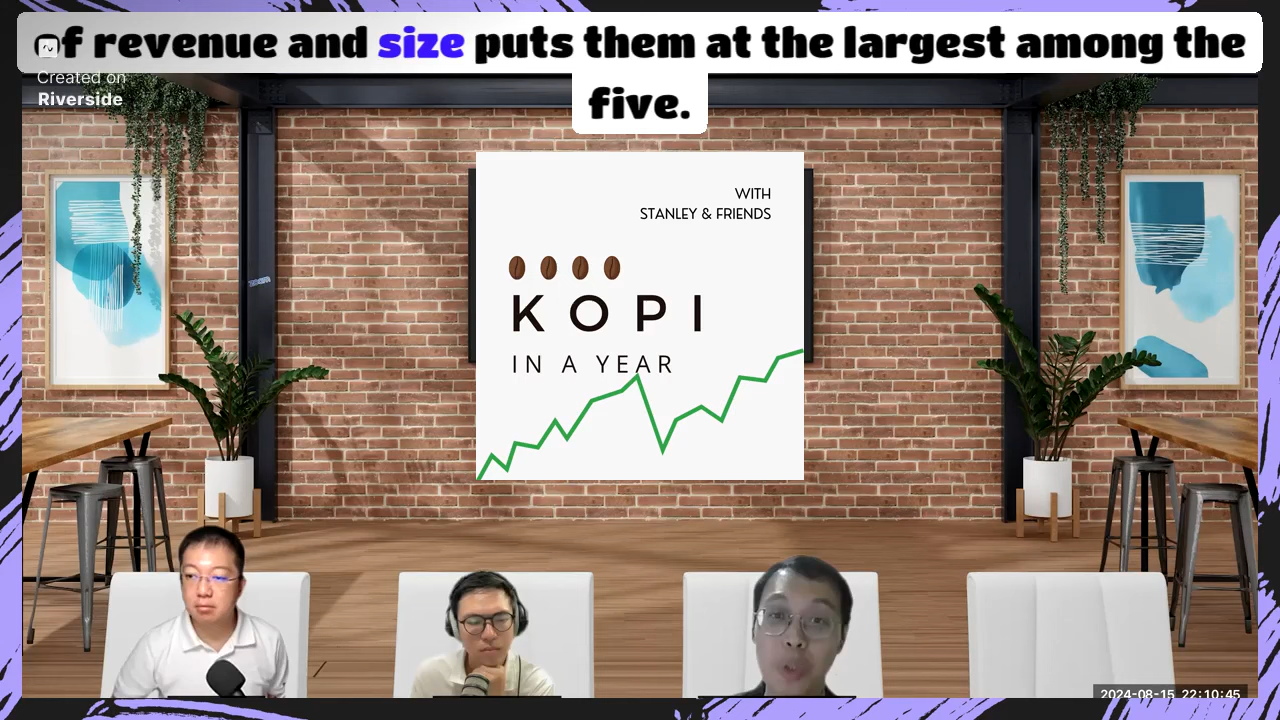 of revenue and size puts them at the largest among the
five.
Created on
Riverside
WITH
STANLEY & FRIENDS
KOPI
IN A YEAR
2024-08-15 22:10:45